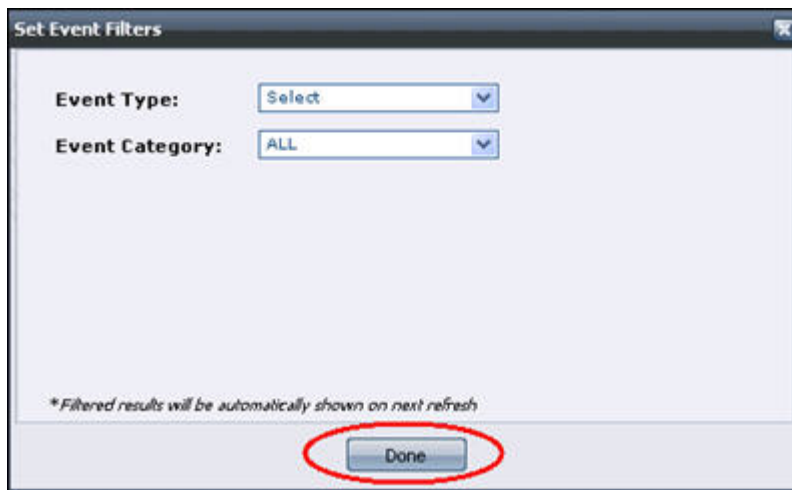 Set Event Filters
Event Type: Select
Event Category: ALL
*Filtered results will be automatically shown on next refresh
Done